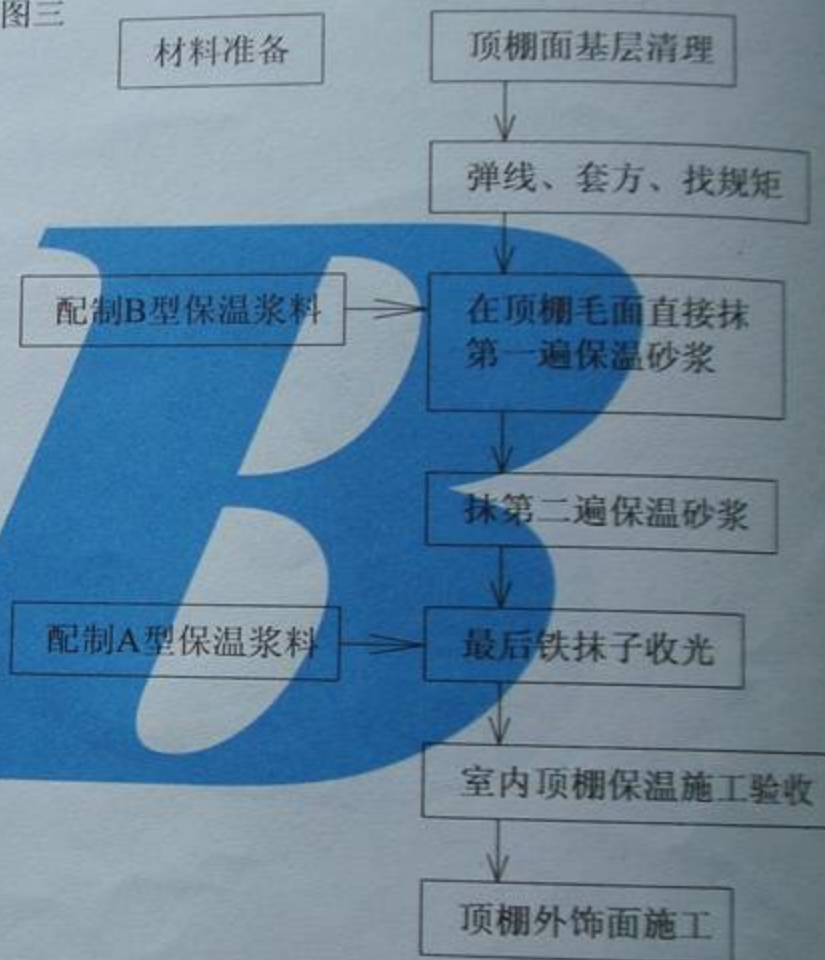 图三
材料准备
顶棚面基层清理
弹线、套方、找规矩
配制B型保温浆料
在顶棚毛面直接抹
第一遍保温砂浆
抹第二遍保温砂浆
配制A型保温浆料
最后铁抹子收光
室内顶棚保温施工验收
顶棚外饰面施工